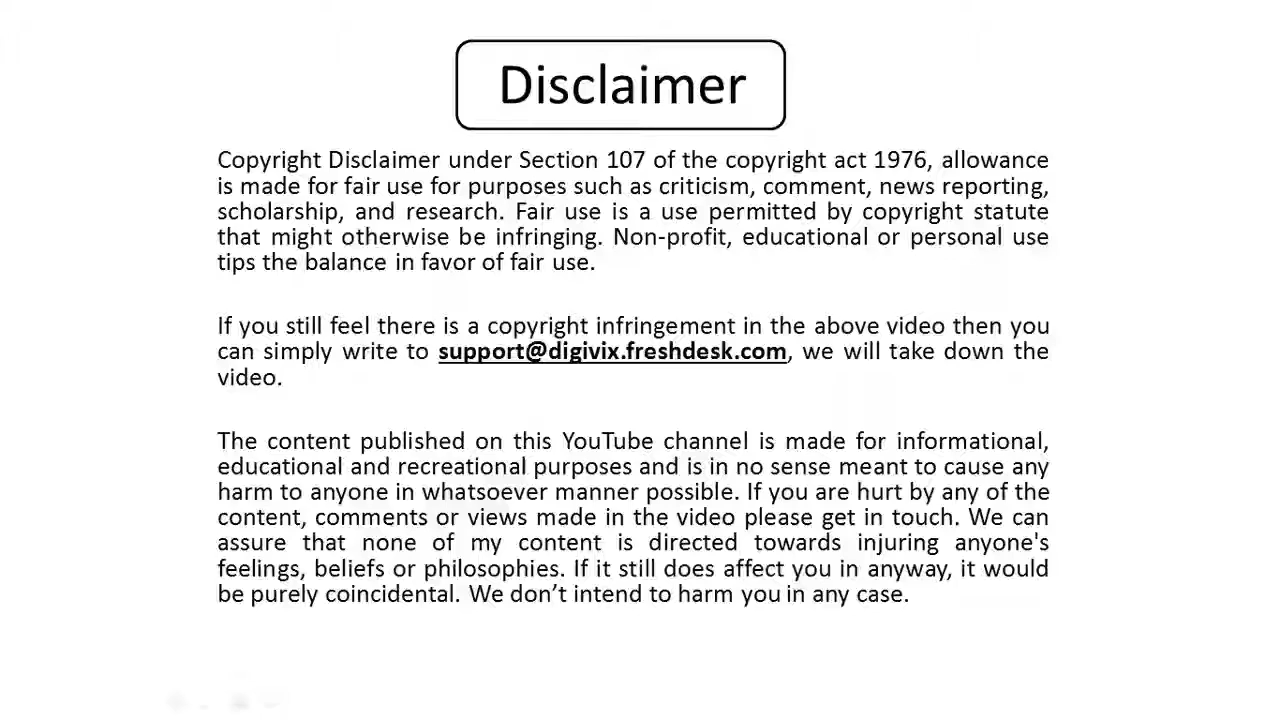 Disclaimer
Copyright Disclaimer under Section 107 of the copyright act 1976, allowance
is made for fair use for purposes such as criticism, comment, news reporting,
scholarship, and research. Fair use is a use permitted by copyright statute
that might otherwise be infringing. Non-profit, educational or personal use
tips the balance in favor of fair use.
If you still feel there is a copyright infringement in the above video then you
can simply write to support@digivix.freshdesk.com, we will take down the
video.
The content published on this YouTube channel is made for informational,
educational and recreational purposes and is in no sense meant to cause any
harm to anyone in whatsoever manner possible. If you are hurt by any of the
content, comments or views made in the video please get in touch. We can
assure that none of my content is directed towards injuring anyone's
feelings, beliefs or philosophies. If it still does affect you in anyway, it would
be purely coincidental. We don’t intend to harm you in any case.